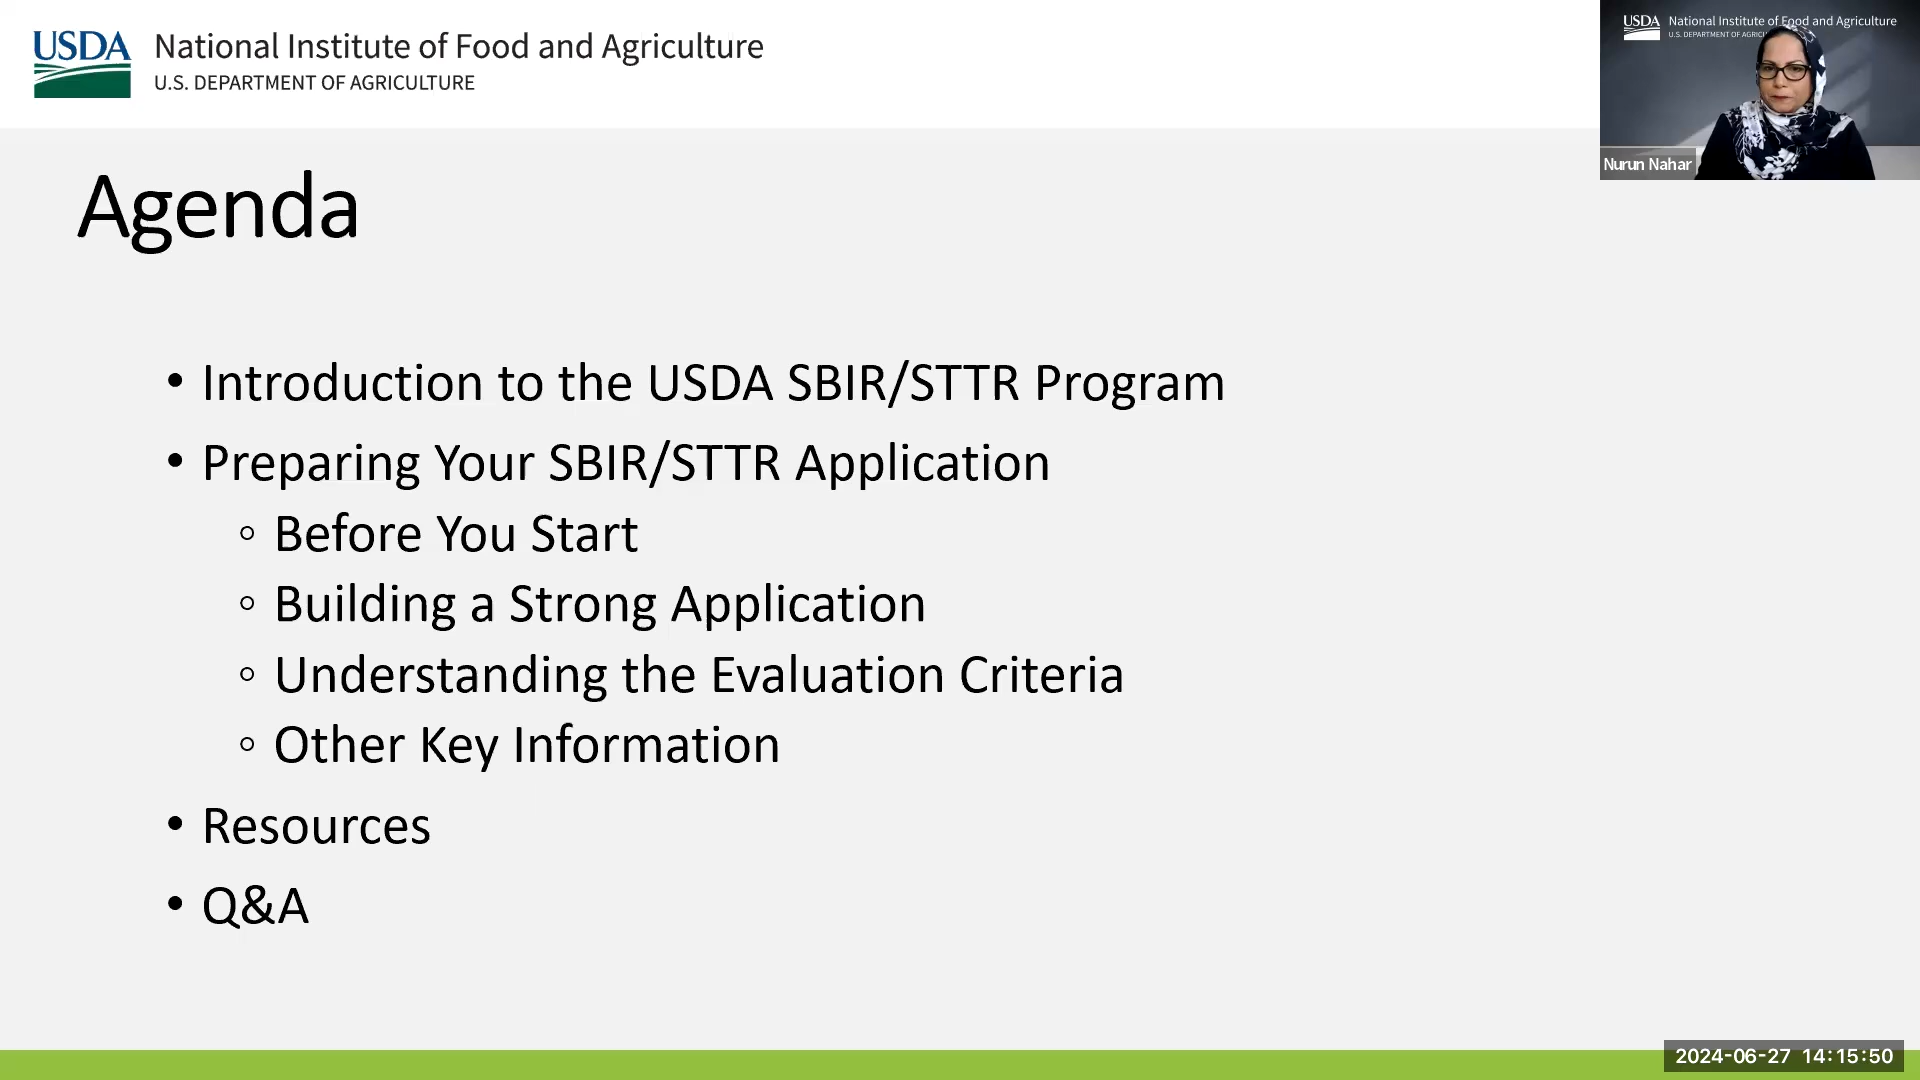 USDA
National Institute of Food and Agriculture
U.S. DEPARTMENT OF AGRICULTURE
USDA
National Institute of Food and Agriculture
U.S. DEPARTMENT OF
Nurun Nahar
Agenda
• Introduction to the USDA SBIR/STTR Program
• Preparing Your SBIR/STTR Application
◦ Before You Start
◦ Building a Strong Application
◦ Understanding the Evaluation Criteria
◦ Other Key Information
• Resources
• Q&A
2024-06-27 14:15:50